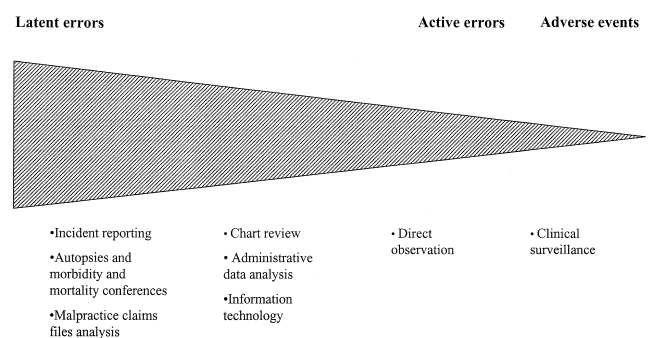 Latent errors Active errors Adverse events
•Incident reporting
•Autopsies and
morbidity and
mortality conferences
•Malpractice claims
files analysis
• Chart review
• Administrative
data analysis
•Information
technology
• Direct
observation
• Clinical
surveillance